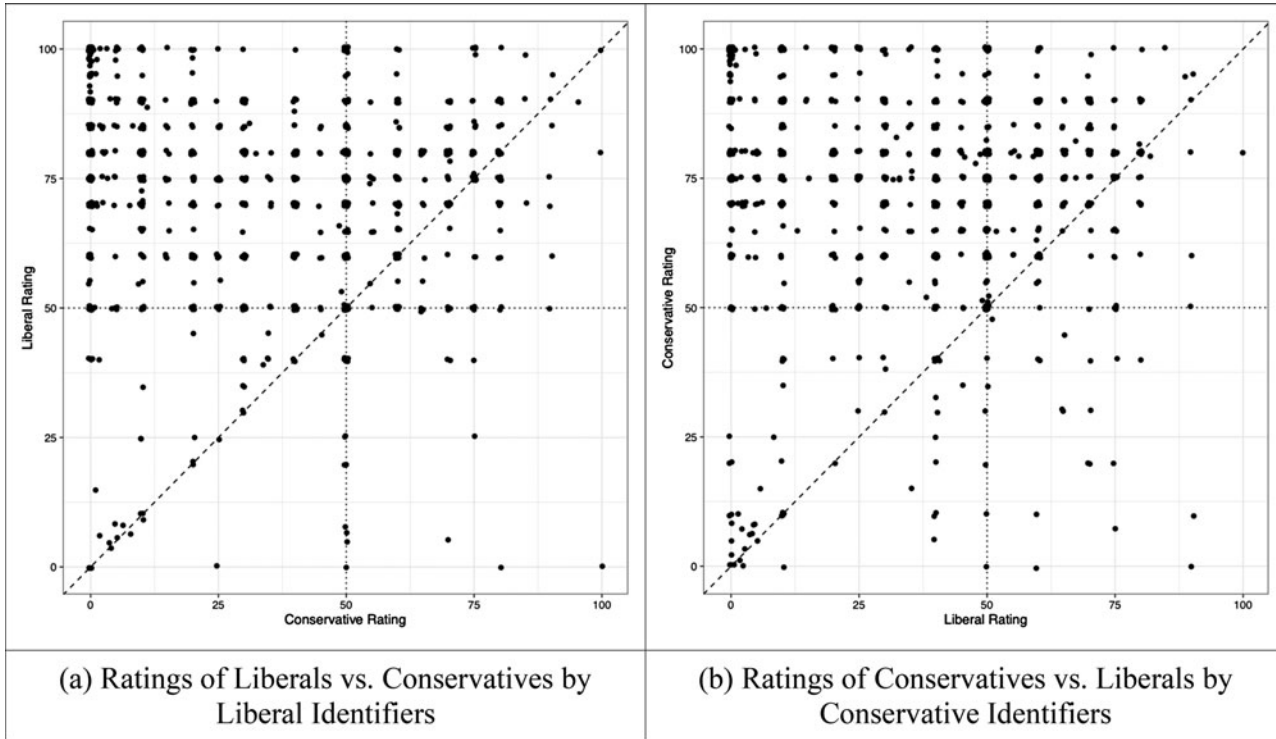 100
75
50
25
0
Liberal Rating
0 25 50 75 100
Conservative Rating
100
75
50
25
0
Conservative Rating
0 25 50 75 100
Liberal Rating
(a) Ratings of Liberals vs. Conservatives by
Liberal Identifiers
(b) Ratings of Conservatives vs. Liberals by
Conservative Identifiers